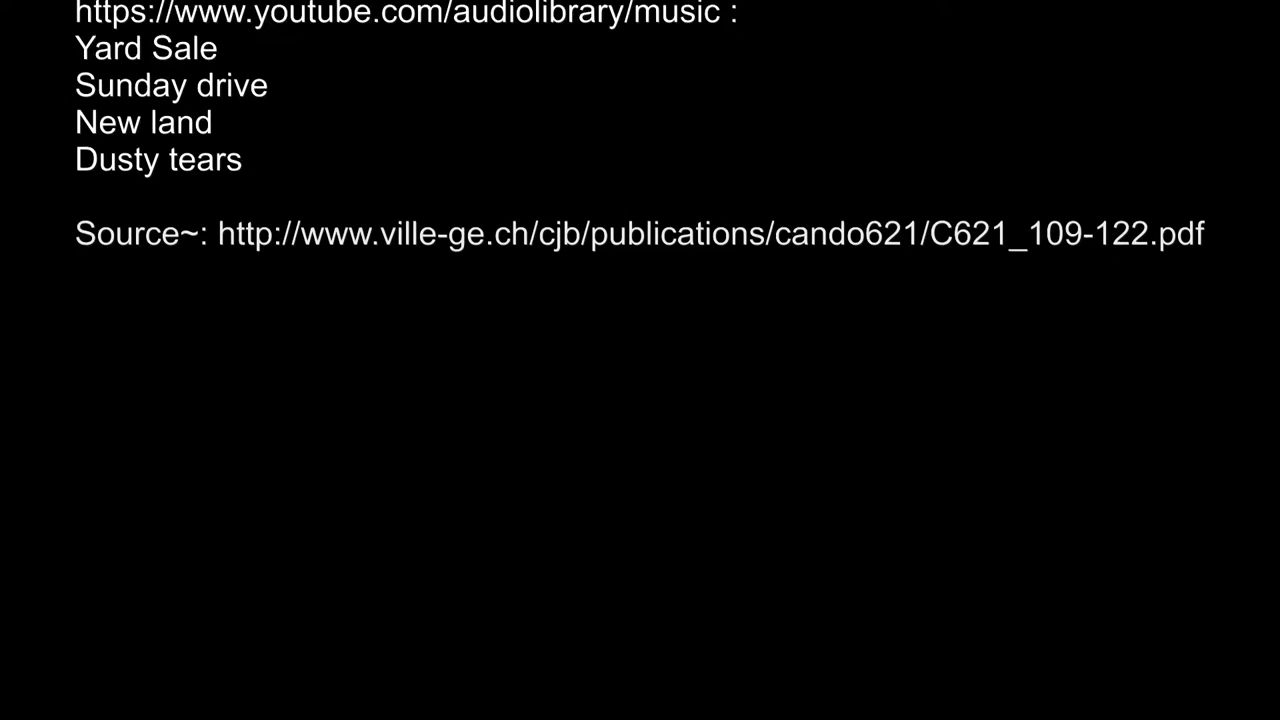 https://www.youtube.com/audiolibrary/music :
Yard Sale
Sunday drive
New land
Dusty tears
Source~: http://www.ville-ge.ch/cjb/publications/cando621/C621_109-122.pdf